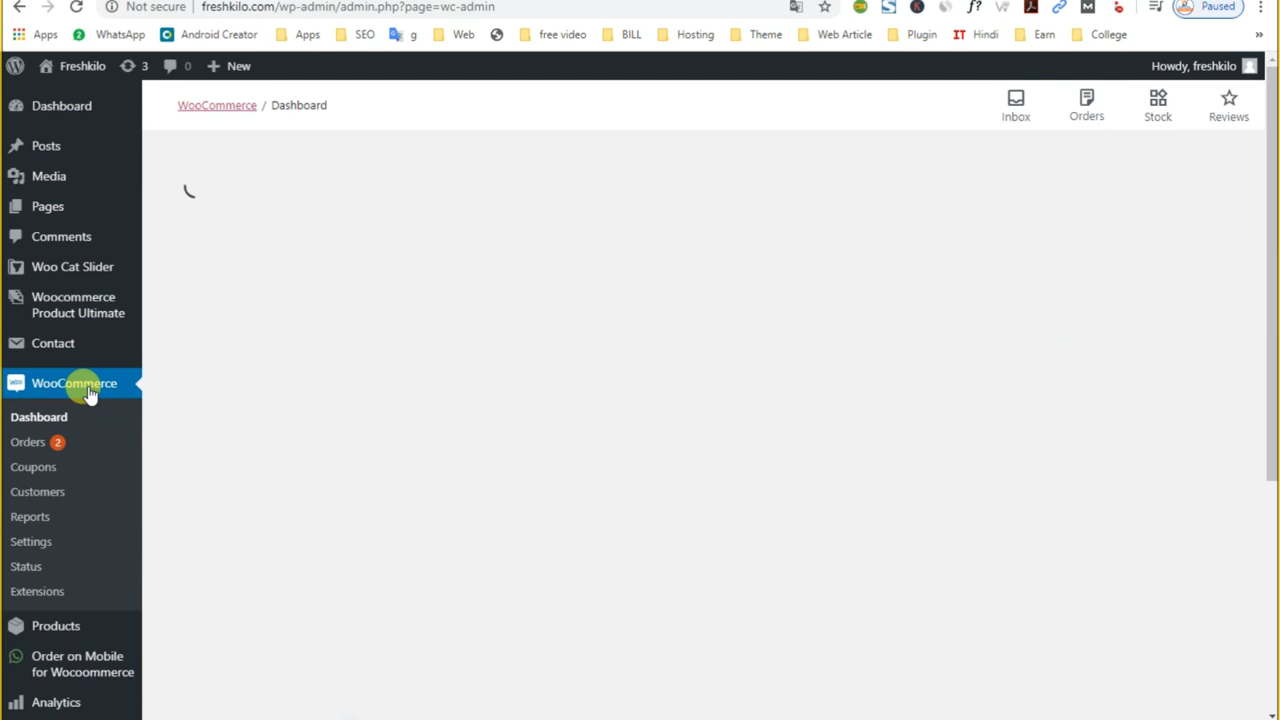 Not secure freshkilo.com/wp-admin/admin.php?page=wc-admin Paused
Apps WhatsApp Android Creator Apps SEO g Web free video BILL Hosting Theme Web Article Plugin IT Hindi Earn College »
Freshkilo 3 0 New Howdy, freshkilo
Dashboard
WooCommerce / Dashboard
Inbox Orders Stock Reviews
Posts
Media
Pages
Comments
Woo Cat Slider
Woocommerce
Product Ultimate
Contact
WooCommerce
Dashboard
Orders 2
Coupons
Customers
Reports
Settings
Status
Extensions
Products
Order on Mobile
for Wocoommerce
Analytics